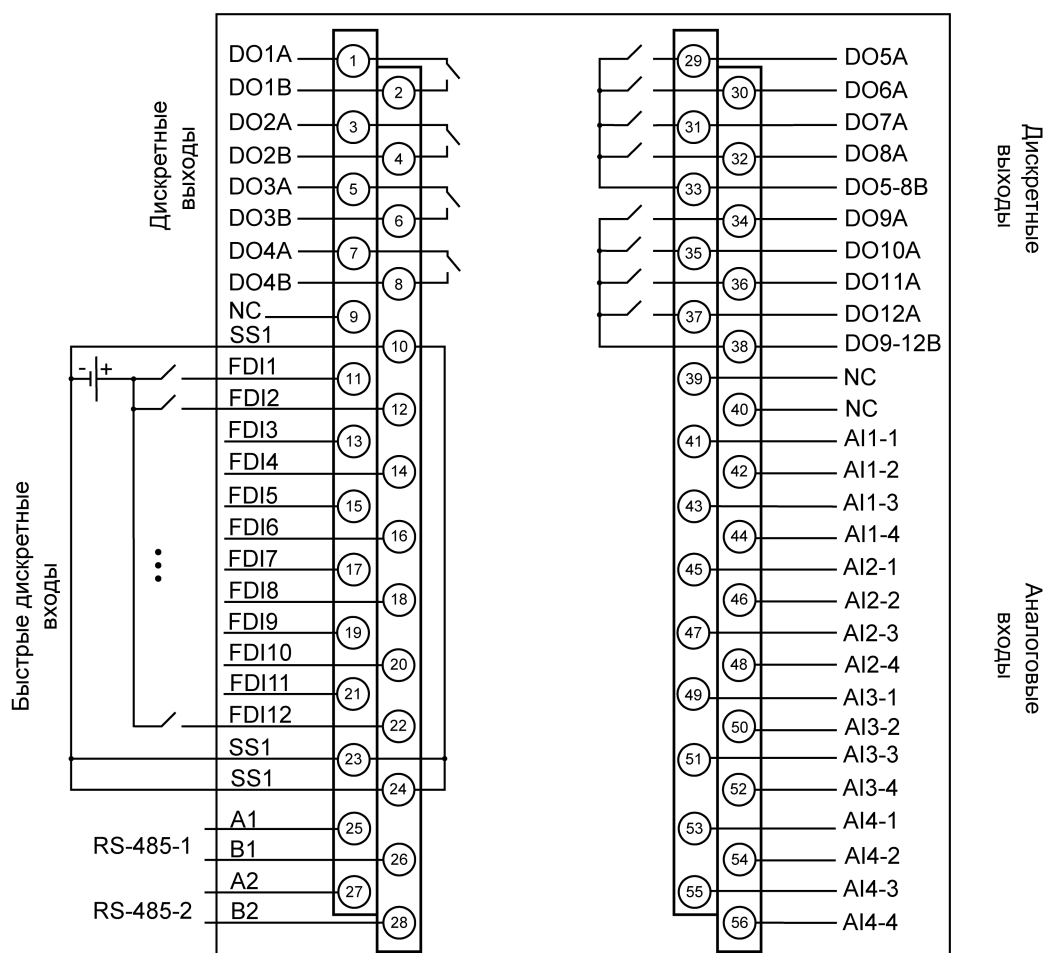 Дискретные
выходы
DO1A 1
DO1B 2
DO2A 3
DO2B 4
DO3A 5
DO3B 6
DO4A 7
DO4B 8
NC 9
SS1 10
- +
FDI1 11
FDI2 12
FDI3 13
FDI4 14
FDI5 15
FDI6 16
FDI7 17
FDI8 18
FDI9 19
FDI10 20
FDI11 21
FDI12 22
SS1 23
SS1 24
Быстрые дискретные
входы
RS-485-1
A1 25
B1 26
RS-485-2
A2 27
B2 28
29 DO5A
30 DO6A
31 DO7A
32 DO8A
33 DO5-8B
34 DO9A
35 DO10A
36 DO11A
37 DO12A
38 DO9-12B
39 NC
40 NC
41 AI1-1
42 AI1-2
43 AI1-3
44 AI1-4
45 AI2-1
46 AI2-2
47 AI2-3
48 AI2-4
49 AI3-1
50 AI3-2
51 AI3-3
52 AI3-4
53 AI4-1
54 AI4-2
55 AI4-3
56 AI4-4
Дискретные
выходы
Аналоговые
входы